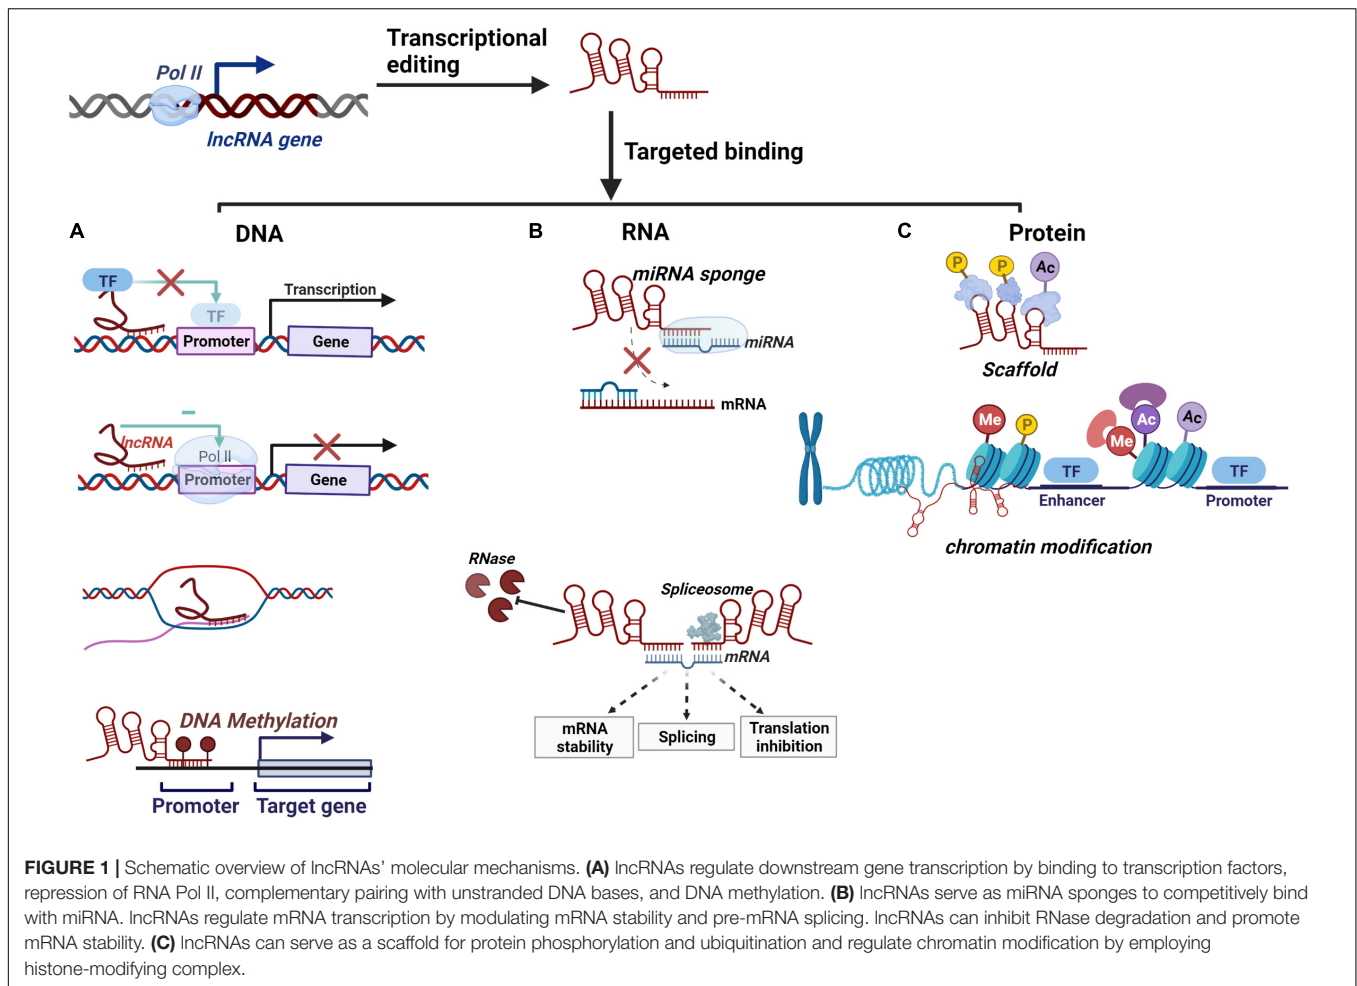 Transcriptional
editing
Pol II
lncRNA gene
Targeted binding
A
DNA
TF
TF
Transcription
Promoter
Gene
lncRNA
Pol II
Promoter
Gene
DNA Methylation
Promoter
Target gene
B
RNA
miRNA sponge
miRNA
mRNA
RNase
Spliceosome
mRNA
mRNA
stability
Splicing
Translation
inhibition
C
Protein
P
P
Ac
Scaffold
Me
P
Me
Ac
Ac
TF
TF
Enhancer
Promoter
chromatin modification
FIGURE 1 | Schematic overview of lncRNAs’ molecular mechanisms. (A) lncRNAs regulate downstream gene transcription by binding to transcription factors,
repression of RNA Pol II, complementary pairing with unstranded DNA bases, and DNA methylation. (B) lncRNAs serve as miRNA sponges to competitively bind
with miRNA. lncRNAs regulate mRNA transcription by modulating mRNA stability and pre-mRNA splicing. lncRNAs can inhibit RNase degradation and promote
mRNA stability. (C) lncRNAs can serve as a scaffold for protein phosphorylation and ubiquitination and regulate chromatin modification by employing
histone-modifying complex.